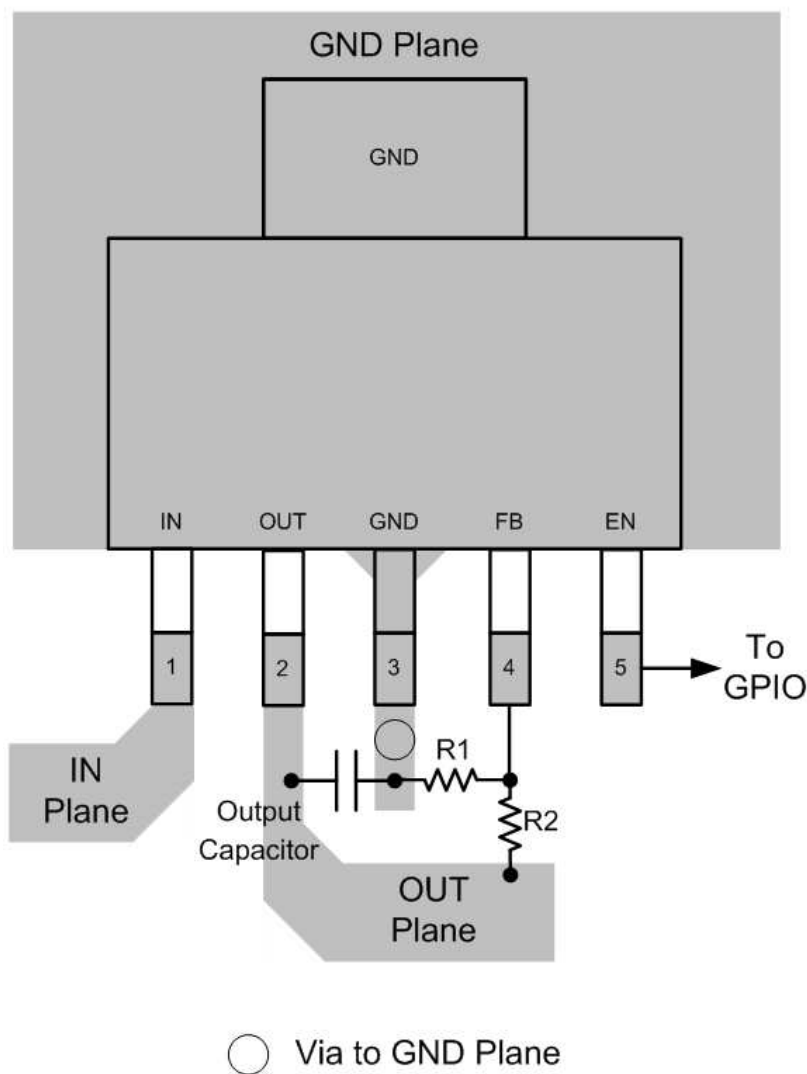 GND Plane
GND
IN OUT GND FB EN
1 2 3 4 5
To
GPIO
R1
IN
Plane
Output
Capacitor
R2
OUT
Plane
Via to GND Plane